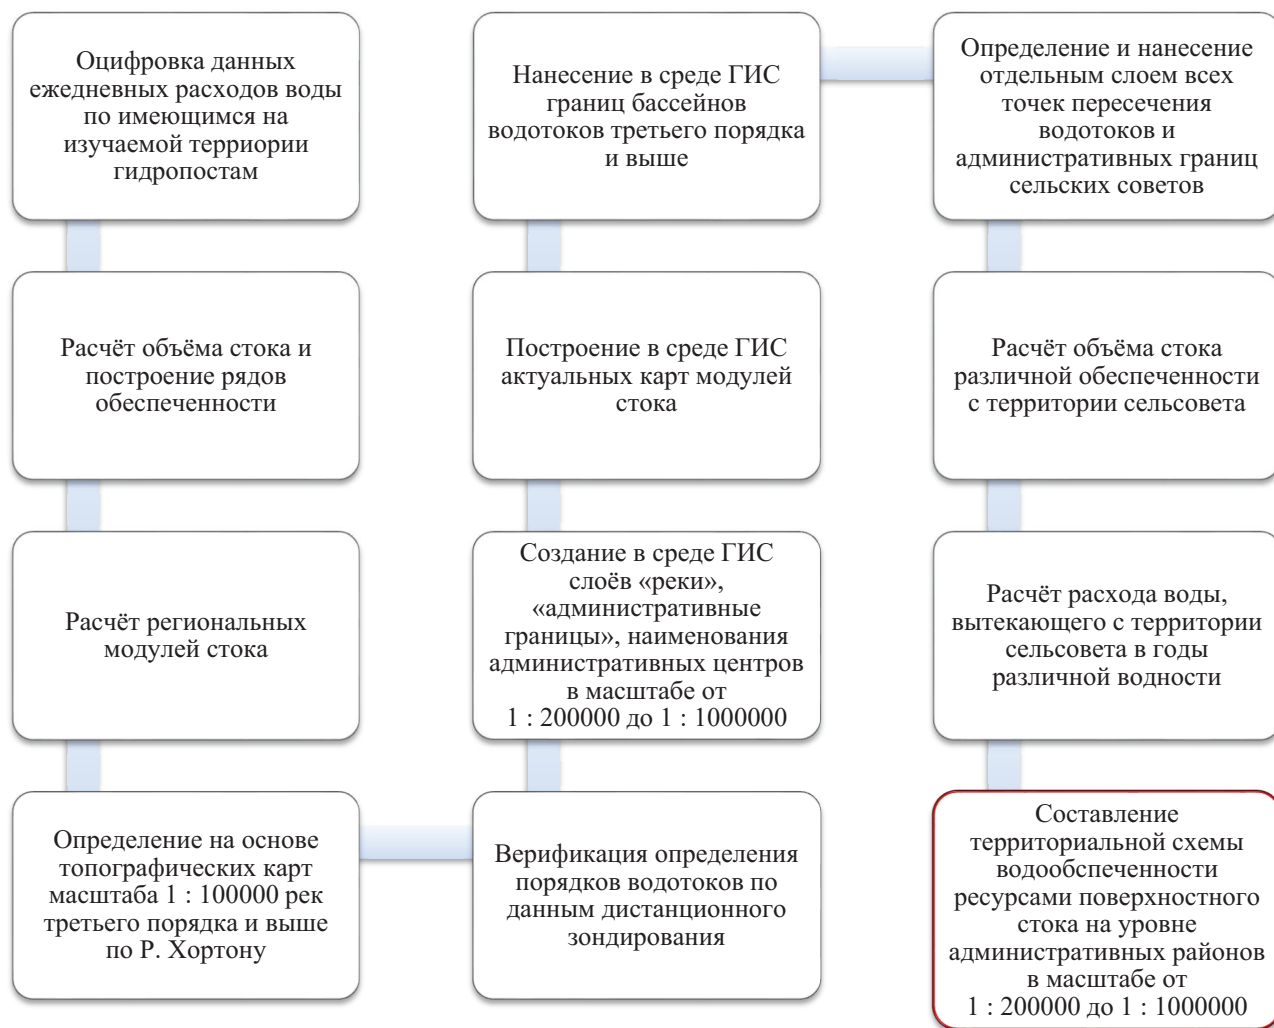 Оцифровка данных
ежедневных расходов воды
по имеющимся на
изучаемой терриории
гидропостам
Расчёт объёма стока и
построение рядов
обеспеченности
Расчёт региональных
модулей стока
Определение на основе
топографических карт
масштаба 1 : 100000 рек
третьего порядка и выше
по Р. Хортону
Верификация определения
порядков водотоков по
данным дистанционного
зондирования
Создание в среде ГИС
слоёв «реки»,
«административные
границы», наименования
административных центров
в масштабе от
1 : 200000 до 1 : 1000000
Построение в среде ГИС
актуальных карт модулей
стока
Нанесение в среде ГИС
границ бассейнов
водотоков третьего порядка
и выше
Определение и нанесение
отдельным слоем всех
точек пересечения
водотоков и
административных границ
сельских советов
Расчёт объёма стока
различной обеспеченности
с территории сельсовета
Расчёт расхода воды,
вытекающего с территории
сельсовета в годы
различной водности
Составление
территориальной схемы
водообспеченности
ресурсами поверхностного
стока на уровне
административных районов
в масштабе от
1 : 200000 до 1 : 1000000